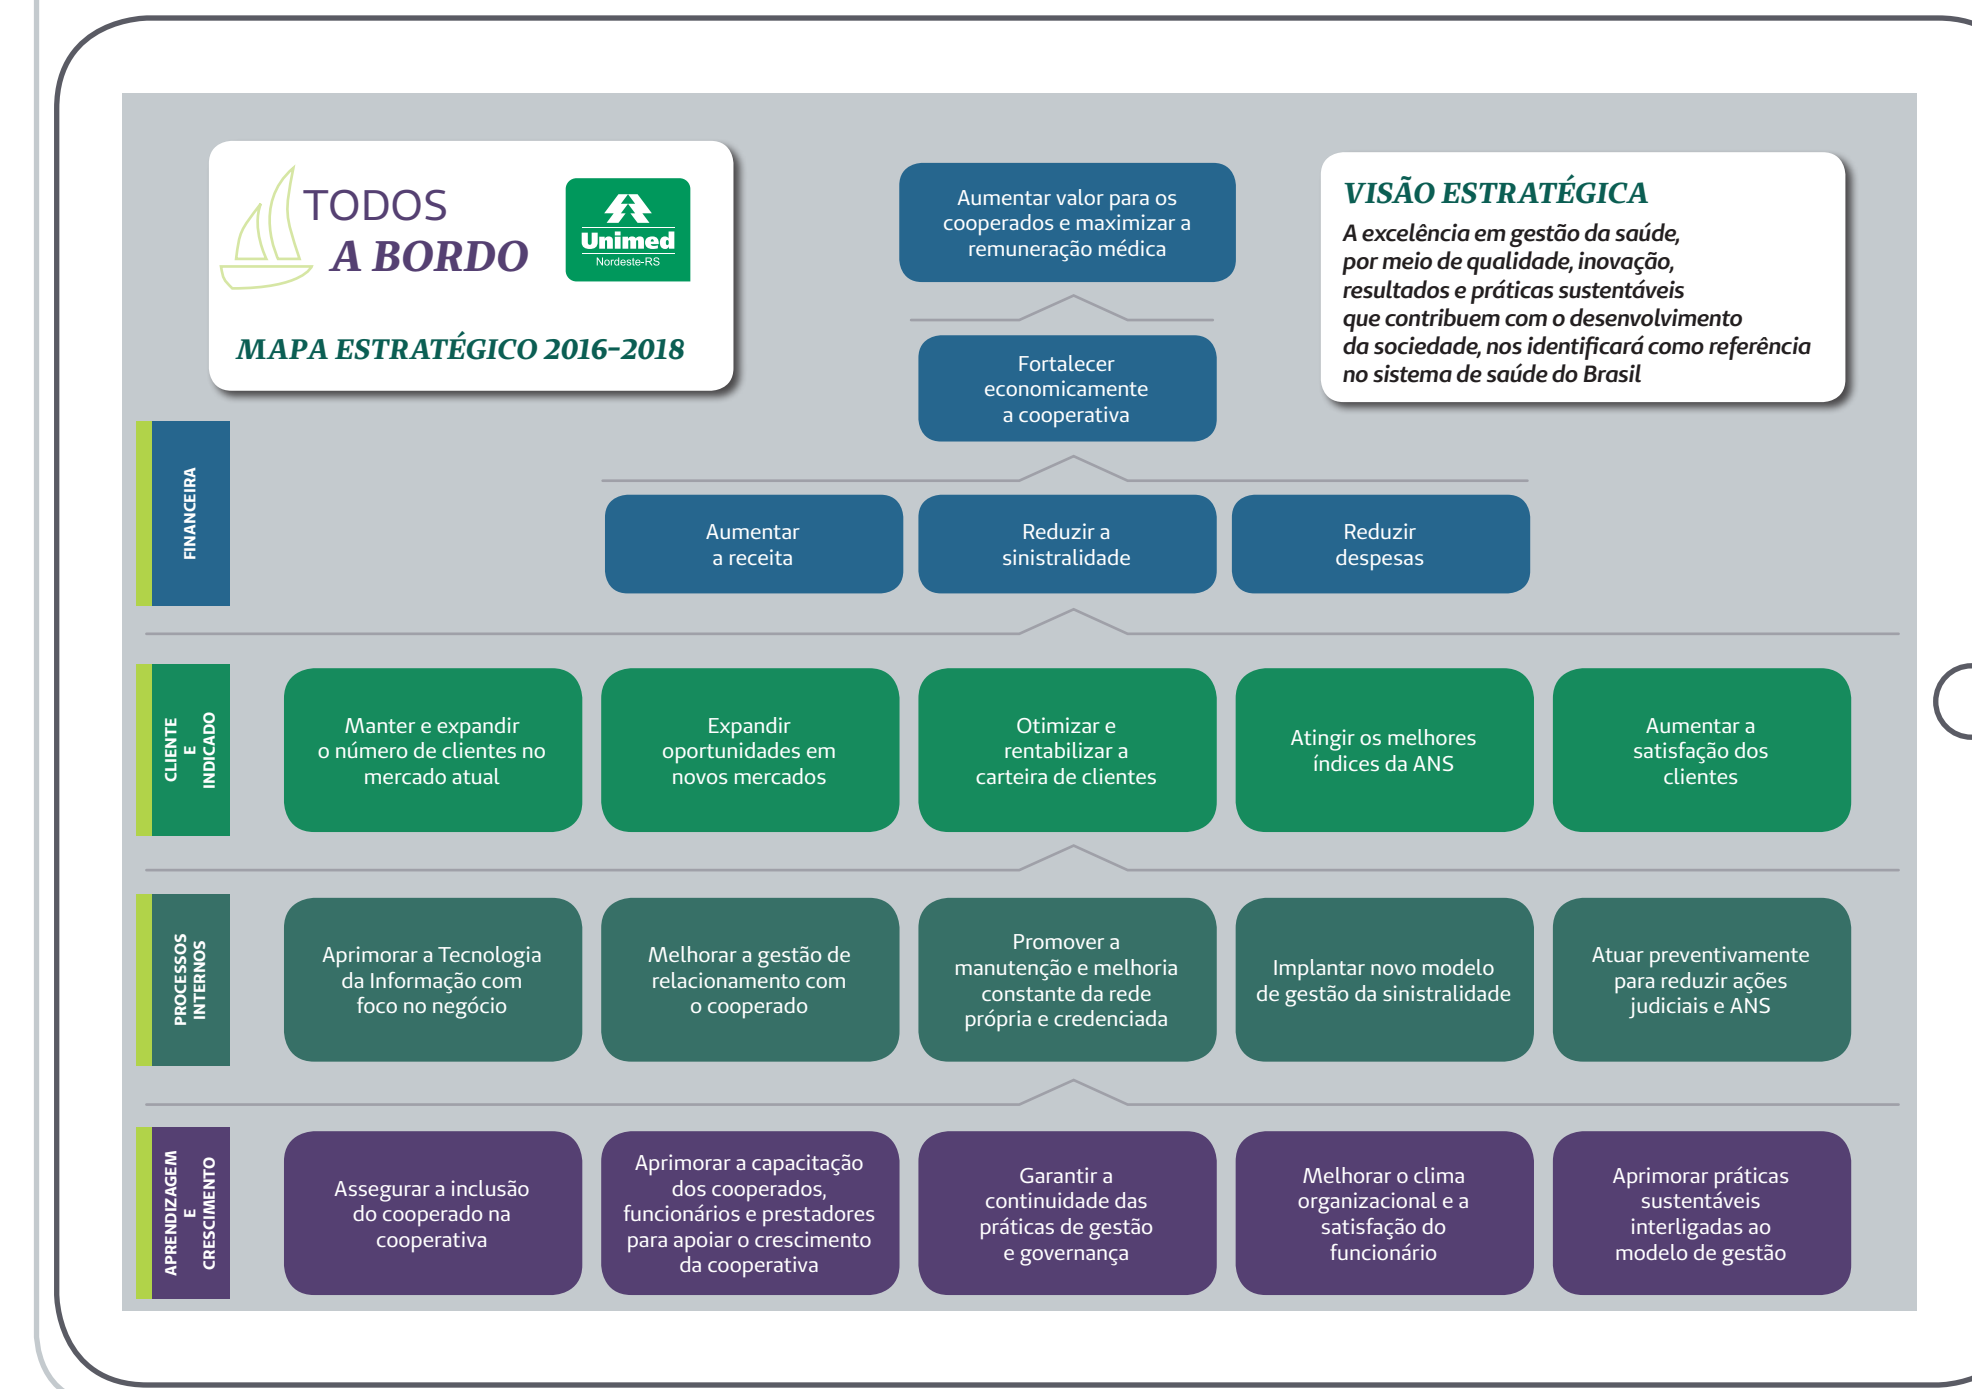 TODOS
A BORDO
Unimed
Nordeste-RS
MAPA ESTRATÉGICO 2016-2018
Aumentar valor para os
cooperados e maximizar a
remuneração médica
VISÃO ESTRATÉGICA
A excelência em gestão da saúde,
por meio de qualidade, inovação,
resultados e práticas sustentáveis
que contribuem com o desenvolvimento
da sociedade, nos identificará como referência
no sistema de saúde do Brasil
Fortalecer
economicamente
a cooperativa
FINANCEIRA
Aumentar
a receita
Reduzir a
sinistralidade
Reduzir
despesas
CLIENTE
E
INDICADO
Manter e expandir
o número de clientes no
mercado atual
Expandir
oportunidades em
novos mercados
Otimizar e
rentabilizar a
carteira de clientes
Atingir os melhores
índices da ANS
Aumentar a
satisfação dos
clientes
PROCESSOS
INTERNOS
Aprimorar a Tecnologia
da Informação com
foco no negócio
Melhorar a gestão de
relacionamento com
o cooperado
Promover a
manutenção e melhoria
constante da rede
própria e credenciada
Implantar novo modelo
de gestão da sinistralidade
Atuar preventivamente
para reduzir ações
judiciais e ANS
APRENDIZAGEM
E
CRESCIMENTO
Assegurar a inclusão
do cooperado na
cooperativa
Aprimorar a capacitação
dos cooperados,
funcionários e prestadores
para apoiar o crescimento
da cooperativa
Garantir a
continuidade das
práticas de gestão
e governança
Melhorar o clima
organizacional e a
satisfação do
funcionário
Aprimorar práticas
sustentáveis
interligadas ao
modelo de gestão